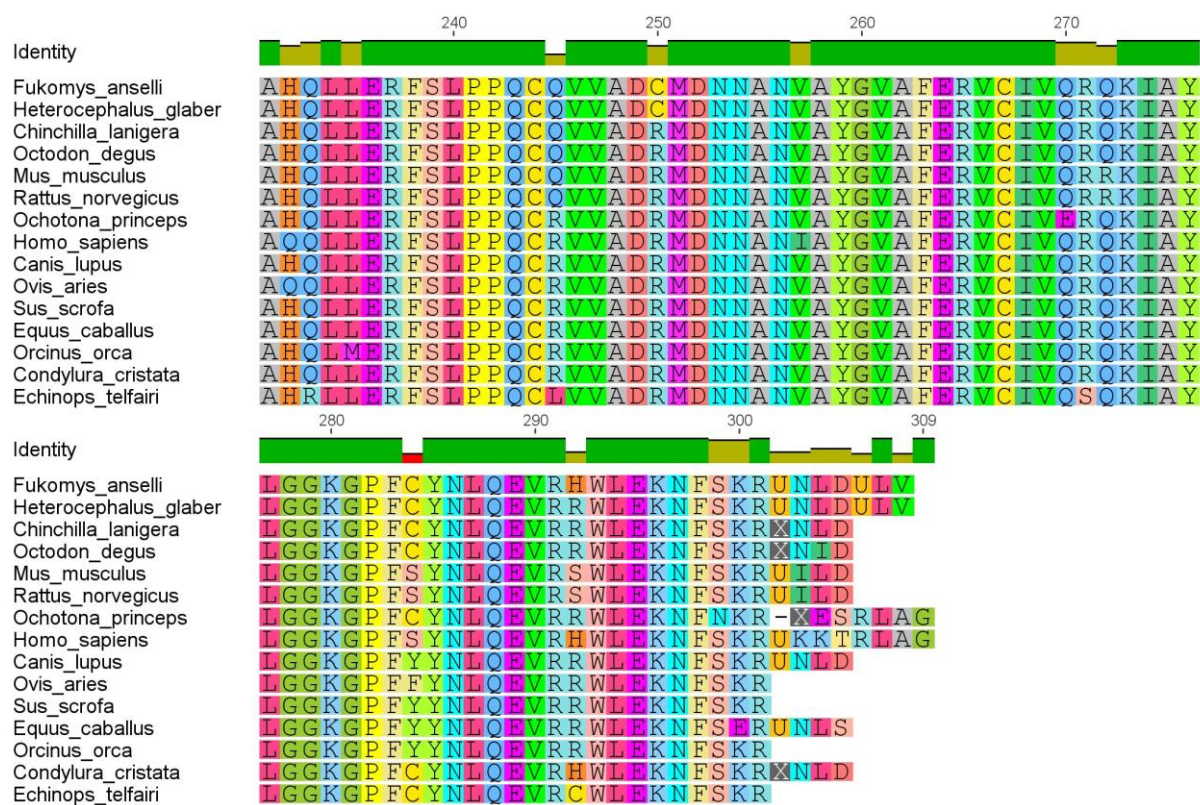 240 250 260 270
Identity
Fukomys_anselli AHQLLERFSLPPQCQVVADCMDNNANVAYGVAFERVCIVQRQKIAY
Heterocephalus_glaber AHQLLERFSLPPQCQVVADCMDNNANVAYGVAFERVCIVQRQKIAY
Chinchilla_lanigera AHQLLERFSLPPQCQVVADRMDNNANVAYGVAFERVCIVQRQKIAY
Octodon_degus AHQLLERFSLPPQCQVVADRMDNNANVAYGVAFERVCIVQRQKIAY
Mus_musculus AHQLLERFSLPPQCQVVADRMDNNANVAYGVAFERVCIVQRRKIAY
Rattus_norvegicus AHQLLERFSLPPQCQVVADRMDNNANVAYGVAFERVCIVQRRKIAY
Ochotona_princeps AHQLLERFSLPPQCRVVADRMDNNANVAYGVAFERVCIVERQKIAY
Homo_sapiens AQQLLERFSLPPQCRVVADRMDNNANIAYGVAFERVCIVQRQKIAY
Canis_lupus AHQLLERFSLPPQCRVVADRMDNNANVAYGVAFERVCIVQRQKIAY
Ovis_aries AQQLLERFSLPPQCRVVADRMDNNANVAYGVAFERVCIVQRQKIAY
Sus_scrofa AHQLLERFSLPPQCRVVADRMDNNANVAYGVAFERVCIVQRQKIAY
Equus_caballus AHQLLERFSLPPQCRVVADRMDNNANVAYGVAFERVCIVQRQKIAY
Orcinus_orca AHQLMERFSLPPQCRVVADRMDNNANVAYGVAFERVCIVQRQKIAY
Condylura_cristata AHQLLERFSLPPQCRVVADRMDNNANVAYGVAFERVCIVQRQKIAY
Echinops_telfairi AHRLLERFSLPPQCLVVADRMDNNANVAYGVAFERVCIVQSQKIAY
280 290 300 309
Identity
Fukomys_anselli LGGKGPFCYNLQEVRHWLEKNFSKRUNLDULV
Heterocephalus_glaber LGGKGPFCYNLQEVRRWLEKNFSKRUNLDULV
Chinchilla_lanigera LGGKGPFCYNLQEVRRWLEKNFSKRXNLD
Octodon_degus LGGKGPFCYNLQEVRRWLEKNFSKRXNID
Mus_musculus LGGKGPFSYNLQEVRSWLEKNFSKRUILD
Rattus_norvegicus LGGKGPFSYNLQEVRSWLEKNFSKRUILD
Ochotona_princeps LGGKGPFCYNLQEVRRWLEKNFNKR-XESRLAG
Homo_sapiens LGGKGPFSYNLQEVRHWLEKNFSKRUKKTRLAG
Canis_lupus LGGKGPFYYNLQEVRRWLEKNFSKRUNLD
Ovis_aries LGGKGPFFYNLQEVRRWLEKNFSKR
Sus_scrofa LGGKGPFYYNLQEVRRWLEKNFSKR
Equus_caballus LGGKGPFYYNLQEVRRWLEKNFSERUNLS
Orcinus_orca LGGKGPFYYNLQEVRRWLEKNFSKR
Condylura_cristata LGGKGPFCYNLQEVRHWLEKNFSKRXNLD
Echinops_telfairi LGGKGPFCYNLQEVRCWLEKNFSKR